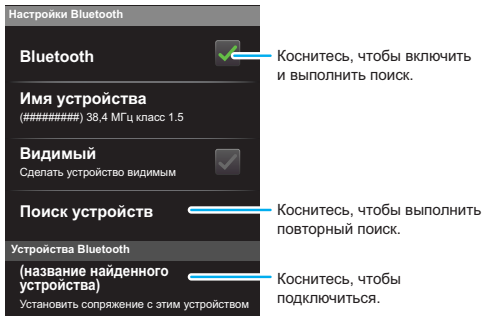 Настройки Bluetooth
Bluetooth
Коснитесь, чтобы включить
и выполнить поиск.
Имя устройства
(#########) 38,4 МГц класс 1.5
Видимый
Сделать устройство видимым
Поиск устройств
Коснитесь, чтобы выполнить
повторный поиск.
Устройства Bluetooth
(название найденного
устройства)
Установить сопряжение с этим устройством
Коснитесь, чтобы
подключиться.